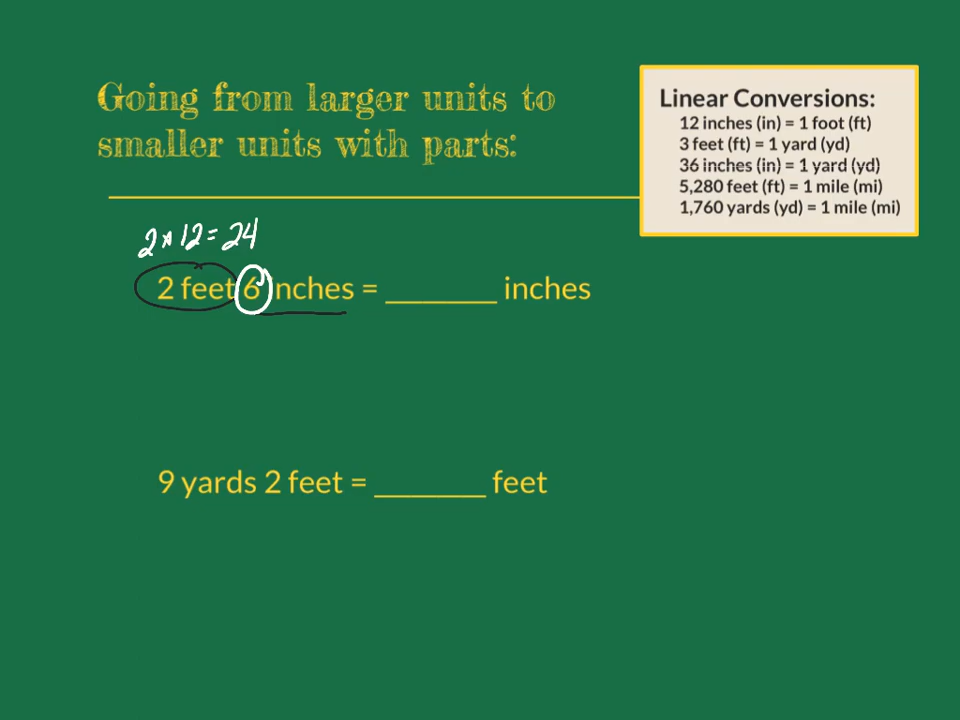 Going from larger units to
smaller units with parts:
Linear Conversions:
12 inches (in) = 1 foot (ft)
3 feet (ft) = 1 yard (yd)
36 inches (in) = 1 yard (yd)
5,280 feet (ft) = 1 mile (mi)
1,760 yards (yd) = 1 mile (mi)
2 × 12 = 24
2 feet 6 inches = _______ inches
9 yards 2 feet = _______ feet